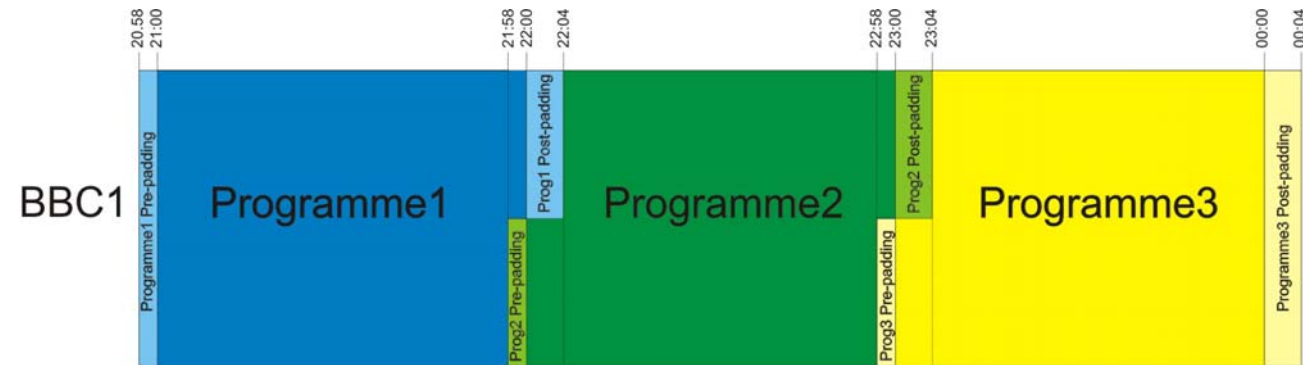 20.58
21:00
21:58
22:00
22:04
22:58
23:00
23:04
00:00
00:04
BBC1
Programme1 Pre-padding
Programme1
Prog2 Pre-padding
Prog1 Post-padding
Programme2
Prog3 Pre-padding
Prog2 Post-padding
Programme3
Programme3 Post-padding